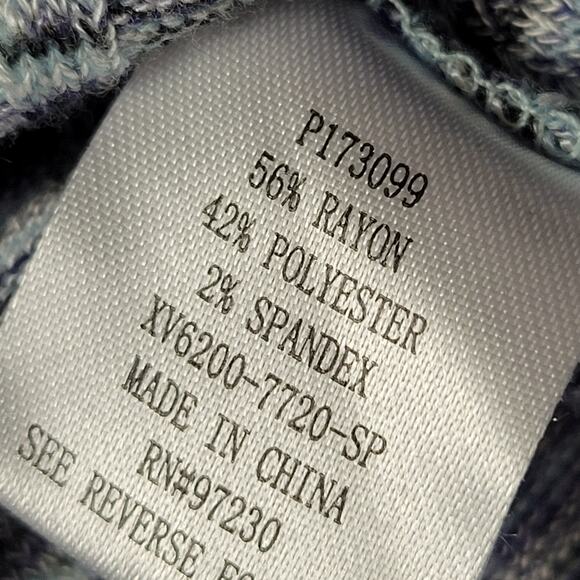 P173099
56% RAYON
42% POLYESTER
2% SPANDEX
XV6200-7720-SP
MADE IN CHINA
RN#97230
SEE REVERSE